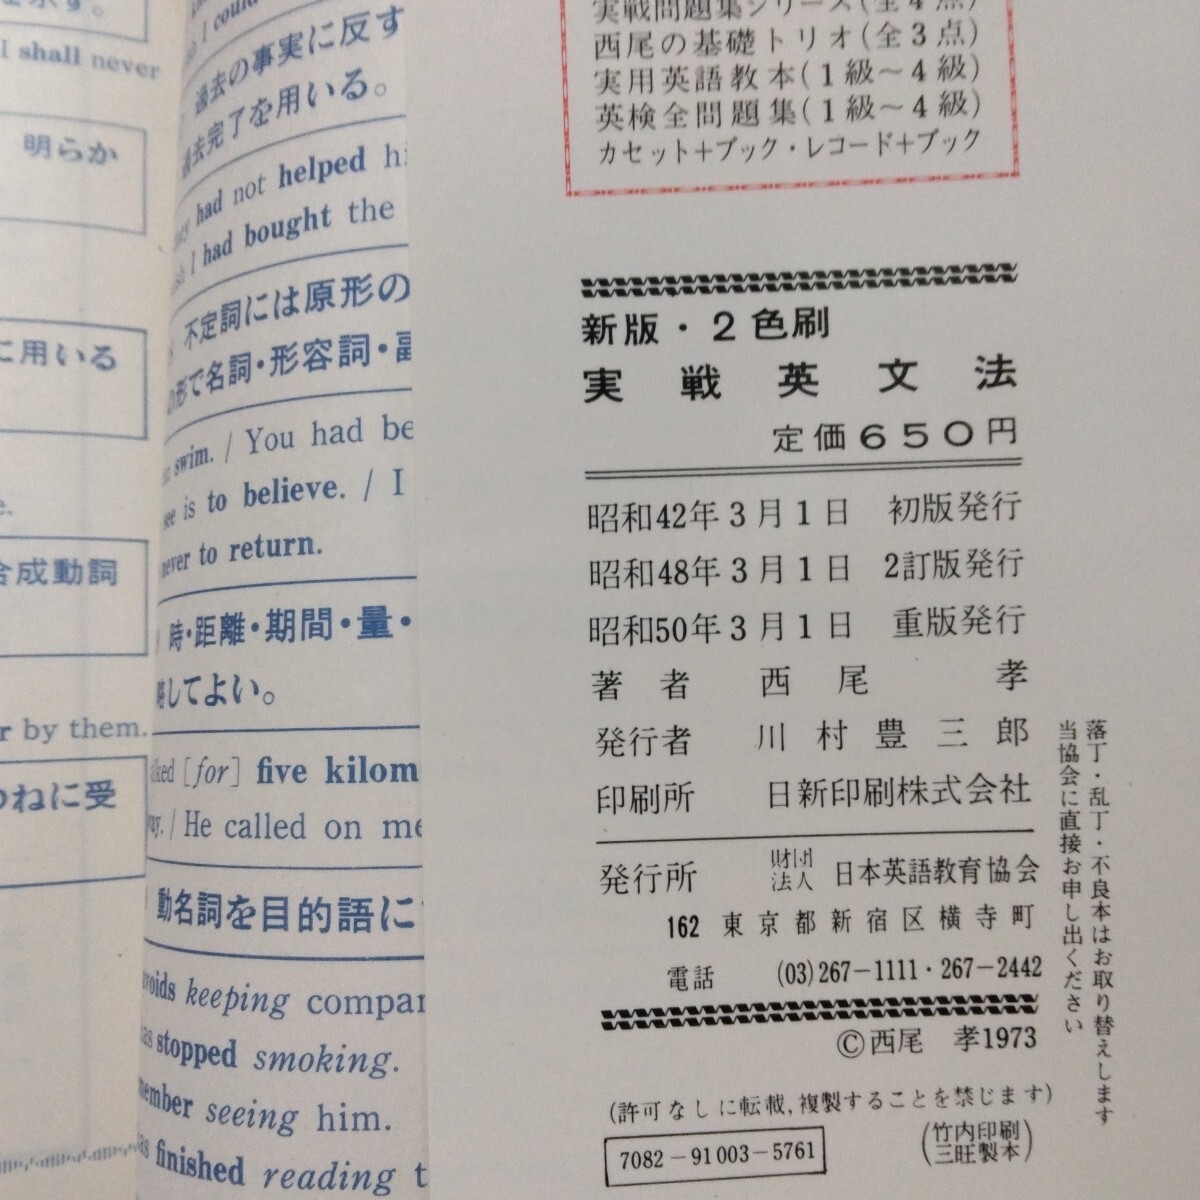 I shall never
明らか
に用いる
合成動詞
by them.
つねに受
I could
過去の事実に反す
過去完了を用いる。
had not helped
I had bought the
不定詞には原形の
で名詞・形容詞・副
swim. / You had be
see is to believe. / I
never to return.
時・距離・期間・量・
略してよい。
[for] five kilom
/ He called on me
動名詞を目的語に
avoids keeping compan
stopped smoking.
seeing him.
finished reading t
実戦問題集シリーズ(全4点)
西尾の基礎トリオ(全3点)
実用英語教本(1級〜4級)
英検全問題集(1級〜4級)
カセット+ブック・レコード+ブック
新版・2色刷
実戦英文法
定価650円
昭和42年3月1日 初版発行
昭和48年3月1日 2訂版発行
昭和50年3月1日 重版発行
著者 西尾 孝
発行者 川村豊三郎
印刷所 日新印刷株式会社
発行所 財団法人 日本英語教育協会
162 東京都新宿区横寺町
電話 (03)267-1111・267-2442
©西尾 孝1973
(許可なしに転載,複製することを禁じます)
7082-91003-5761
(竹内印刷
三旺製本)
落丁・乱丁・不良本はお取り替えします
当協会に直接お申し出ください